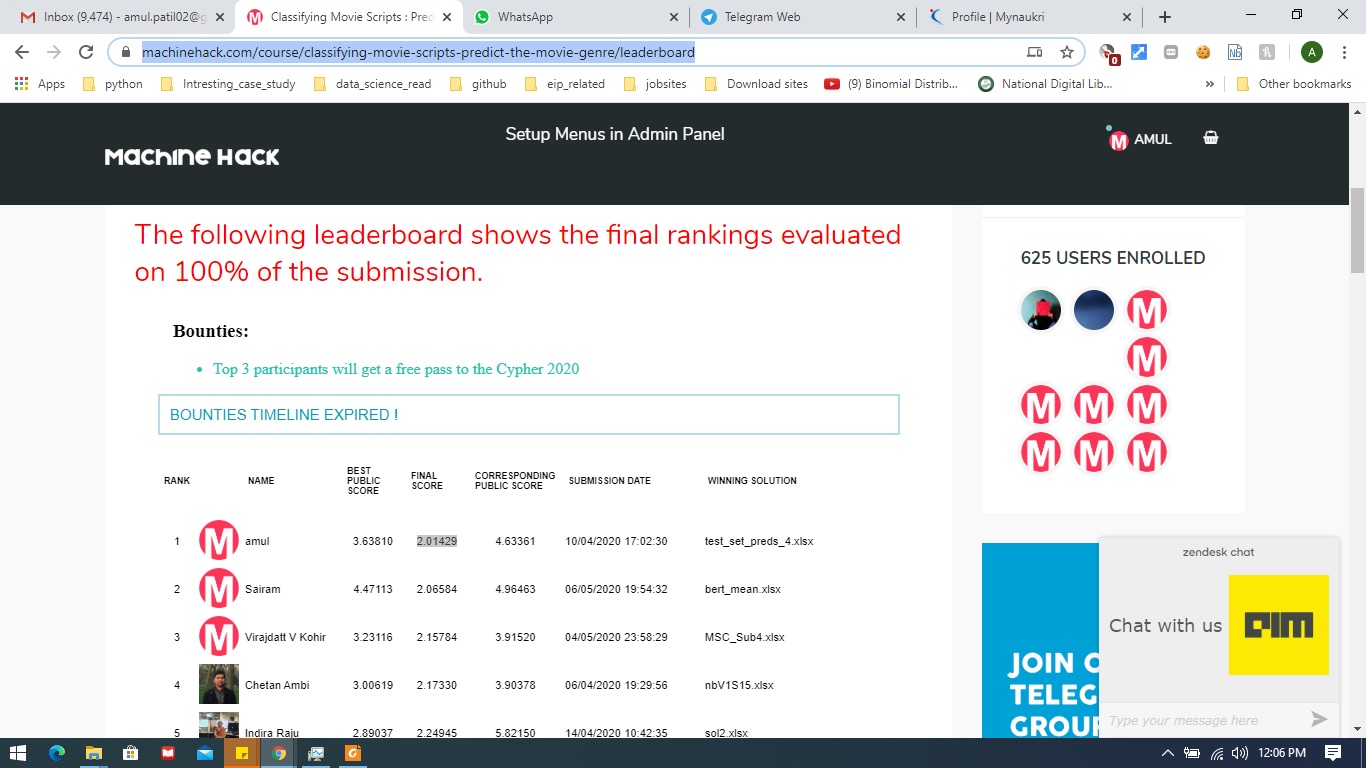 Inbox (9,474) - amul.patil02@g
Classifying Movie Scripts : Pred
WhatsApp
Telegram Web
Profile | Mynaukri
machinehack.com/course/classifying-movie-scripts-predict-the-movie-genre/leaderboard
0
Nb
A
Apps
python
Intresting_case_study
data_science_read
github
eip_related
jobsites
Download sites
(9) Binomial Distrib...
National Digital Lib...
»
Other bookmarks
MACHINE HACK
Setup Menus in Admin Panel
M AMUL
The following leaderboard shows the final rankings evaluated
on 100% of the submission.
Bounties:
• Top 3 participants will get a free pass to the Cypher 2020
BOUNTIES TIMELINE EXPIRED !
RANK NAME BEST PUBLIC SCORE FINAL SCORE CORRESPONDING PUBLIC SCORE SUBMISSION DATE WINNING SOLUTION
1 M amul 3.63810 2.01429 4.63361 10/04/2020 17:02:30 test_set_preds_4.xlsx
2 M Sairam 4.47113 2.06584 4.96463 06/05/2020 19:54:32 bert_mean.xlsx
3 M Virajdatt V Kohir 3.23116 2.15784 3.91520 04/05/2020 23:58:29 MSC_Sub4.xlsx
4 Chetan Ambi 3.00619 2.17330 3.90378 06/04/2020 19:29:56 nbV1S15.xlsx
5 Indira Raju 2.89037 2.24945 5.82150 14/04/2020 10:42:35 sol2.xlsx
625 USERS ENROLLED
M
M
M M M
M M M
JOIN O
TELEG
GROUP
zendesk chat
Chat with us
AIM
Type your message here
12:06 PM